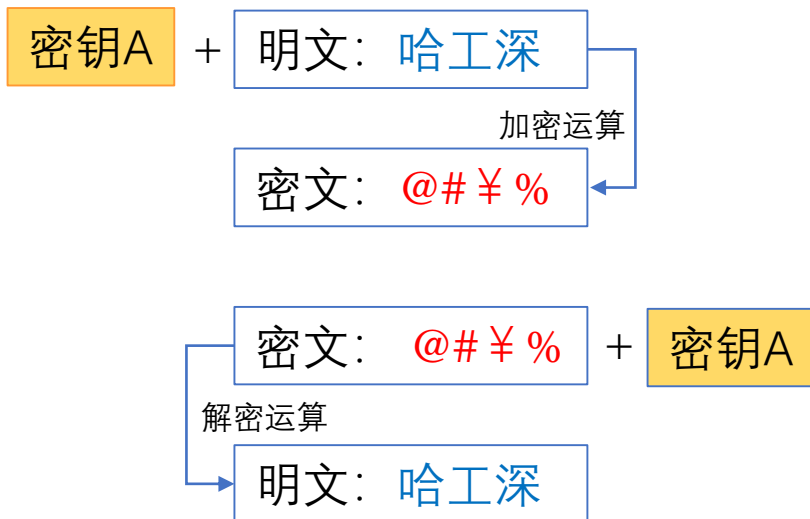 密钥A + 明文：哈工深
加密运算
密文：@#￥%
密文：@#￥% + 密钥A
解密运算
明文：哈工深